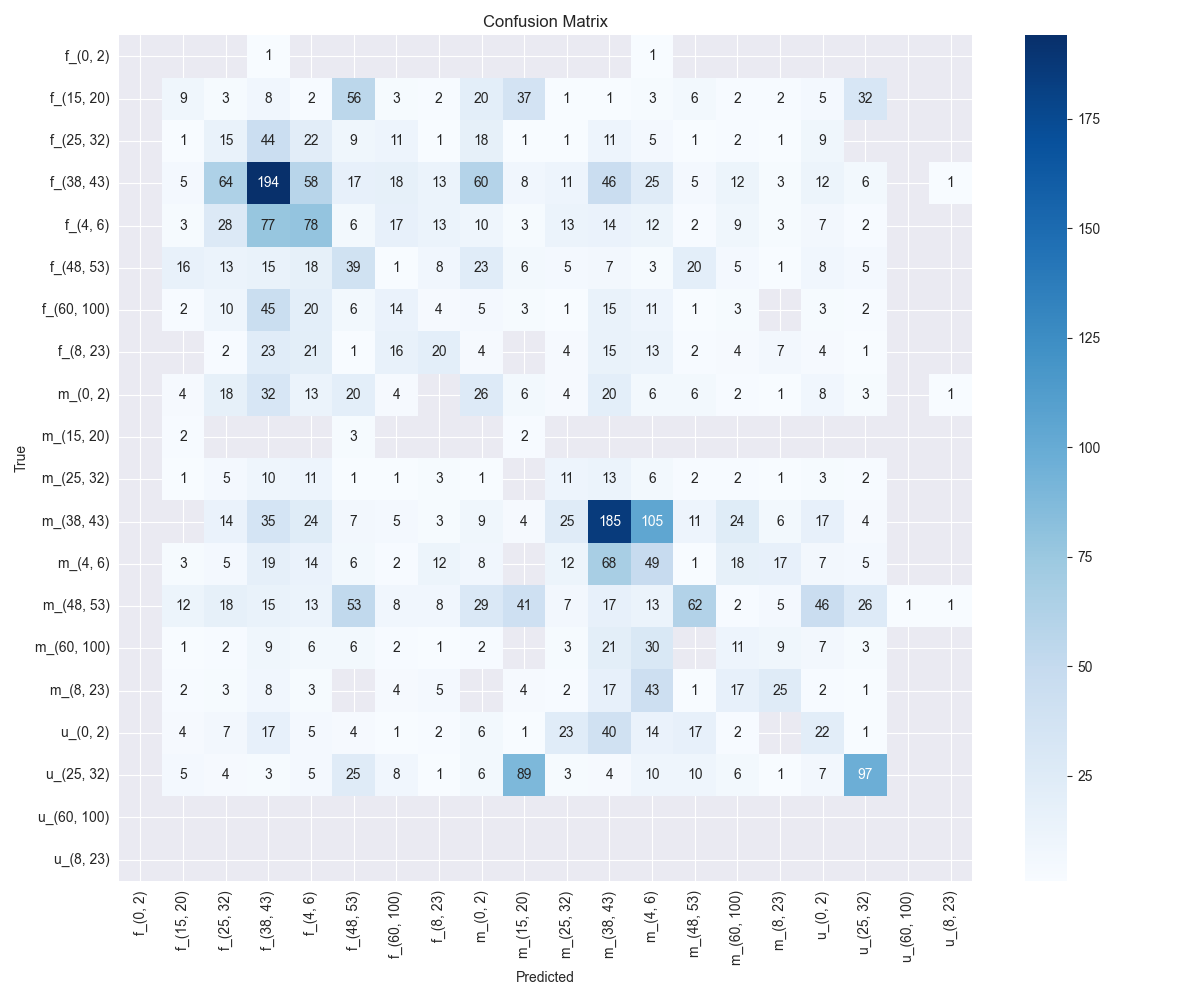 Confusion Matrix
f_(0, 2) 1 1
f_(15, 20) 9 3 8 2 56 3 2 20 37 1 1 3 6 2 2 5 32
f_(25, 32) 1 15 44 22 9 11 1 18 1 1 11 5 1 2 1 9
f_(38, 43) 5 64 194 58 17 18 13 60 8 11 46 25 5 12 3 12 6 1
f_(4, 6) 3 28 77 78 6 17 13 10 3 13 14 12 2 9 3 7 2
f_(48, 53) 16 13 15 18 39 1 8 23 6 5 7 3 20 5 1 8 5
f_(60, 100) 2 10 45 20 6 14 4 5 3 1 15 11 1 3 3 2
f_(8, 23) 2 23 21 1 16 20 4 4 15 13 2 4 7 4 1
m_(0, 2) 4 18 32 13 20 4 26 6 4 20 6 6 2 1 8 3 1
m_(15, 20) 2 3 2
m_(25, 32) 1 5 10 11 1 1 3 1 11 13 6 2 2 1 3 2
m_(38, 43) 14 35 24 7 5 3 9 4 25 185 105 11 24 6 17 4
m_(4, 6) 3 5 19 14 6 2 12 8 12 68 49 1 18 17 7 5
m_(48, 53) 12 18 15 13 53 8 8 29 41 7 17 13 62 2 5 46 26 1 1
m_(60, 100) 1 2 9 6 6 2 1 2 3 21 30 11 9 7 3
m_(8, 23) 2 3 8 3 4 5 4 2 17 43 1 17 25 2 1
u_(0, 2) 4 7 17 5 4 1 2 6 1 23 40 14 17 2 22 1
u_(25, 32) 5 4 3 5 25 8 1 6 89 3 4 10 10 6 1 7 97
u_(60, 100)
u_(8, 23)
True
f_(0, 2) f_(15, 20) f_(25, 32) f_(38, 43) f_(4, 6) f_(48, 53) f_(60, 100) f_(8, 23) m_(0, 2) m_(15, 20) m_(25, 32) m_(38, 43) m_(4, 6) m_(48, 53) m_(60, 100) m_(8, 23) u_(0, 2) u_(25, 32) u_(60, 100) u_(8, 23)
Predicted
175
150
125
100
75
50
25